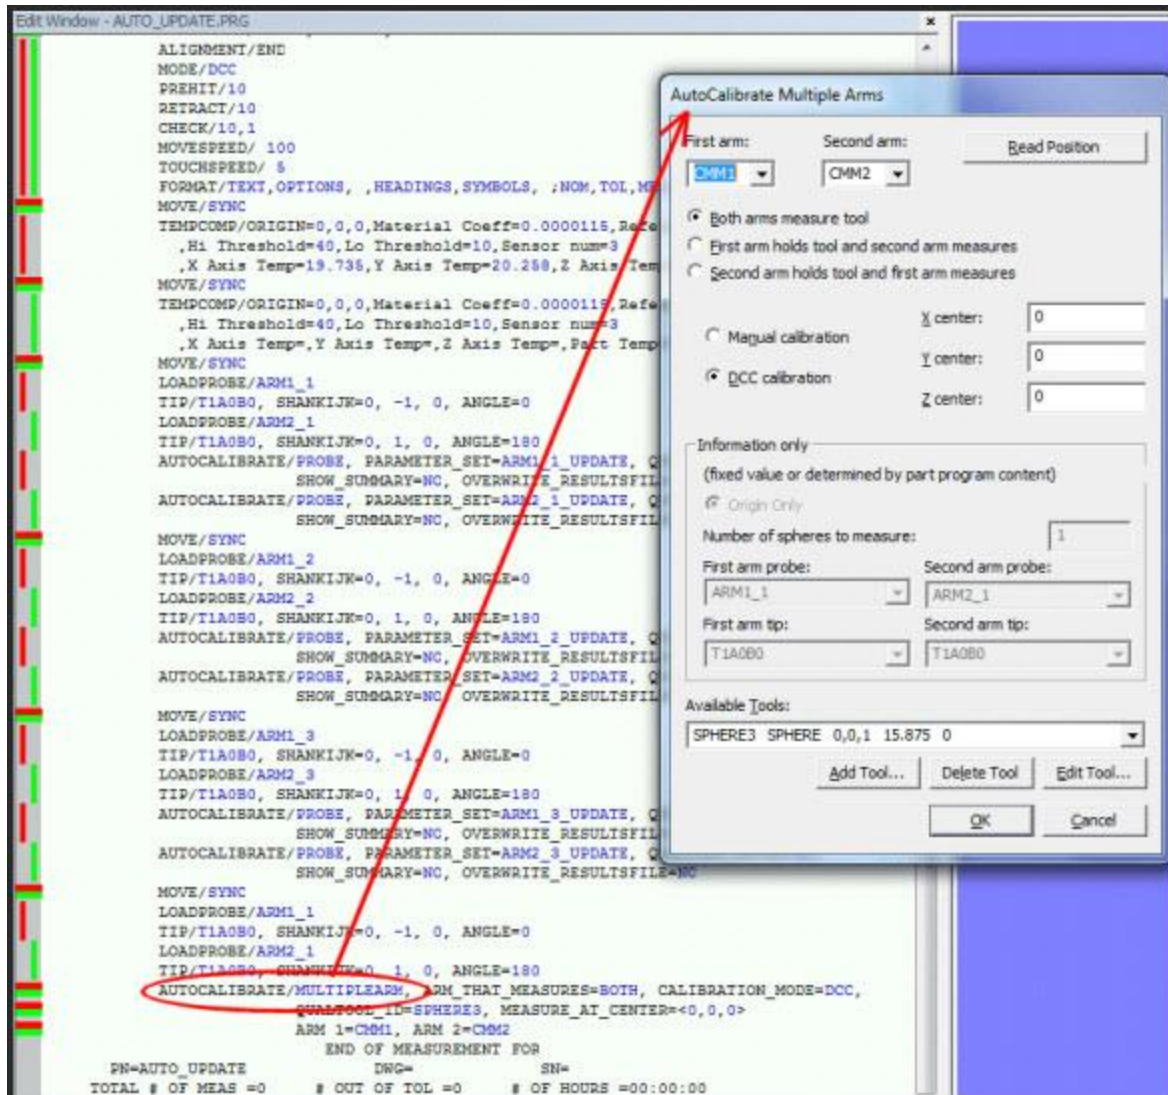 Edit Window - AUTO_UPDATE.PRG
ALIGNMENT/END
MODE/DCC
PREHIT/10
RETRACT/10
CHECK/10,1
MOVESPEED/ 100
TOUCHSPEED/ 5
FORMAT/TEXT,OPTIONS, ,HEADINGS,SYMBOLS, ;NOM,TOL,ME
MOVE/SYNC
TEMPCOMP/ORIGIN=0,0,0,Material Coeff=0.0000115,Refe
,Hi Threshold=40,Lo Threshold=10,Sensor num=3
,X Axis Temp=19.735,Y Axis Temp=20.258,Z Axis Tem
MOVE/SYNC
TEMPCOMP/ORIGIN=0,0,0,Material Coeff=0.0000115,Refe
,Hi Threshold=40,Lo Threshold=10,Sensor num=3
,X Axis Temp=,Y Axis Temp=,Z Axis Temp=,Part Temp
MOVE/SYNC
LOADPROBE/ARM1_1
TIP/T1A0B0, SHANKIJK=0, -1, 0, ANGLE=0
LOADPROBE/ARM2_1
TIP/T1A0B0, SHANKIJK=0, 1, 0, ANGLE=180
AUTOCALIBRATE/PROBE, PARAMETER_SET=ARM1_1_UPDATE, Q
SHOW_SUMMARY=NO, OVERWRITE_RESULTSFIL
AUTOCALIBRATE/PROBE, PARAMETER_SET=ARM2_1_UPDATE, Q
SHOW_SUMMARY=NO, OVERWRITE_RESULTSFIL
MOVE/SYNC
LOADPROBE/ARM1_2
TIP/T1A0B0, SHANKIJK=0, -1, 0, ANGLE=0
LOADPROBE/ARM2_2
TIP/T1A0B0, SHANKIJK=0, 1, 0, ANGLE=180
AUTOCALIBRATE/PROBE, PARAMETER_SET=ARM1_2_UPDATE, Q
SHOW_SUMMARY=NO, OVERWRITE_RESULTSFIL
AUTOCALIBRATE/PROBE, PARAMETER_SET=ARM2_2_UPDATE, Q
SHOW_SUMMARY=NO, OVERWRITE_RESULTSFIL
MOVE/SYNC
LOADPROBE/ARM1_3
TIP/T1A0B0, SHANKIJK=0, -1, 0, ANGLE=0
LOADPROBE/ARM2_3
TIP/T1A0B0, SHANKIJK=0, 1, 0, ANGLE=180
AUTOCALIBRATE/PROBE, PARAMETER_SET=ARM1_3_UPDATE, Q
SHOW_SUMMARY=NO, OVERWRITE_RESULTSFIL
AUTOCALIBRATE/PROBE, PARAMETER_SET=ARM2_3_UPDATE, Q
SHOW_SUMMARY=NO, OVERWRITE_RESULTSFILE=NO
MOVE/SYNC
LOADPROBE/ARM1_1
TIP/T1A0B0, SHANKIJK=0, -1, 0, ANGLE=0
LOADPROBE/ARM2_1
TIP/T1A0B0, SHANKIJK=0, 1, 0, ANGLE=180
AUTOCALIBRATE/MULTIPLEARM, ARM_THAT_MEASURES=BOTH, CALIBRATION_MODE=DCC,
QUALTOOL_ID=SPHERE3, MEASURE_AT_CENTER=<0,0,0>
ARM 1=CMM1, ARM 2=CMM2
END OF MEASUREMENT FOR
PN=AUTO_UPDATE DWG= SN=
TOTAL # OF MEAS =0 # OUT OF TOL =0 # OF HOURS =00:00:00
AutoCalibrate Multiple Arms
First arm: Second arm: Read Position
CMM1 CMM2
Both arms measure tool
First arm holds tool and second arm measures
Second arm holds tool and first arm measures
X center: 0
Manual calibration
Y center: 0
DCC calibration
Z center: 0
Information only
(fixed value or determined by part program content)
Origin Only
Number of spheres to measure: 1
First arm probe: Second arm probe:
ARM1_1 ARM2_1
First arm tip: Second arm tip:
T1A0B0 T1A0B0
Available Tools:
SPHERE3 SPHERE 0,0,1 15.875 0
Add Tool... Delete Tool Edit Tool...
OK Cancel